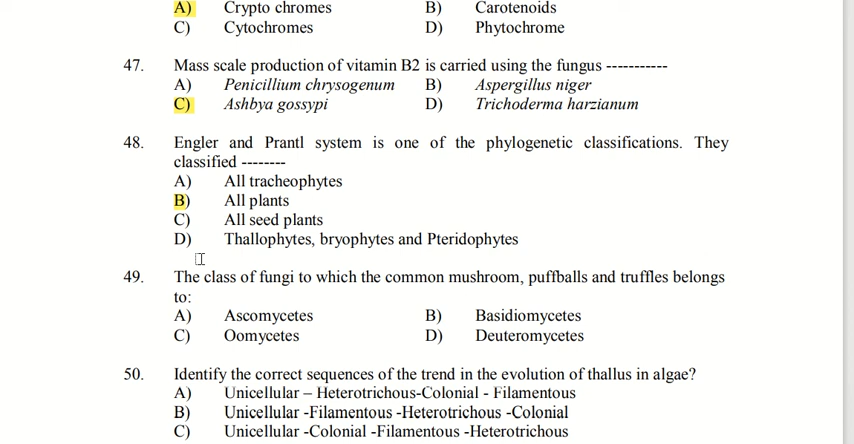 A) Crypto chromes B) Carotenoids
C) Cytochromes D) Phytochrome
47. Mass scale production of vitamin B2 is carried using the fungus -----------
A) Penicillium chrysogenum B) Aspergillus niger
C) Ashbya gossypi D) Trichoderma harzianum
48. Engler and Prantl system is one of the phylogenetic classifications. They
classified --------
A) All tracheophytes
B) All plants
C) All seed plants
D) Thallophytes, bryophytes and Pteridophytes
49. The class of fungi to which the common mushroom, puffballs and truffles belongs
to:
A) Ascomycetes B) Basidiomycetes
C) Oomycetes D) Deuteromycetes
50. Identify the correct sequences of the trend in the evolution of thallus in algae?
A) Unicellular – Heterotrichous-Colonial - Filamentous
B) Unicellular -Filamentous -Heterotrichous -Colonial
C) Unicellular -Colonial -Filamentous -Heterotrichous